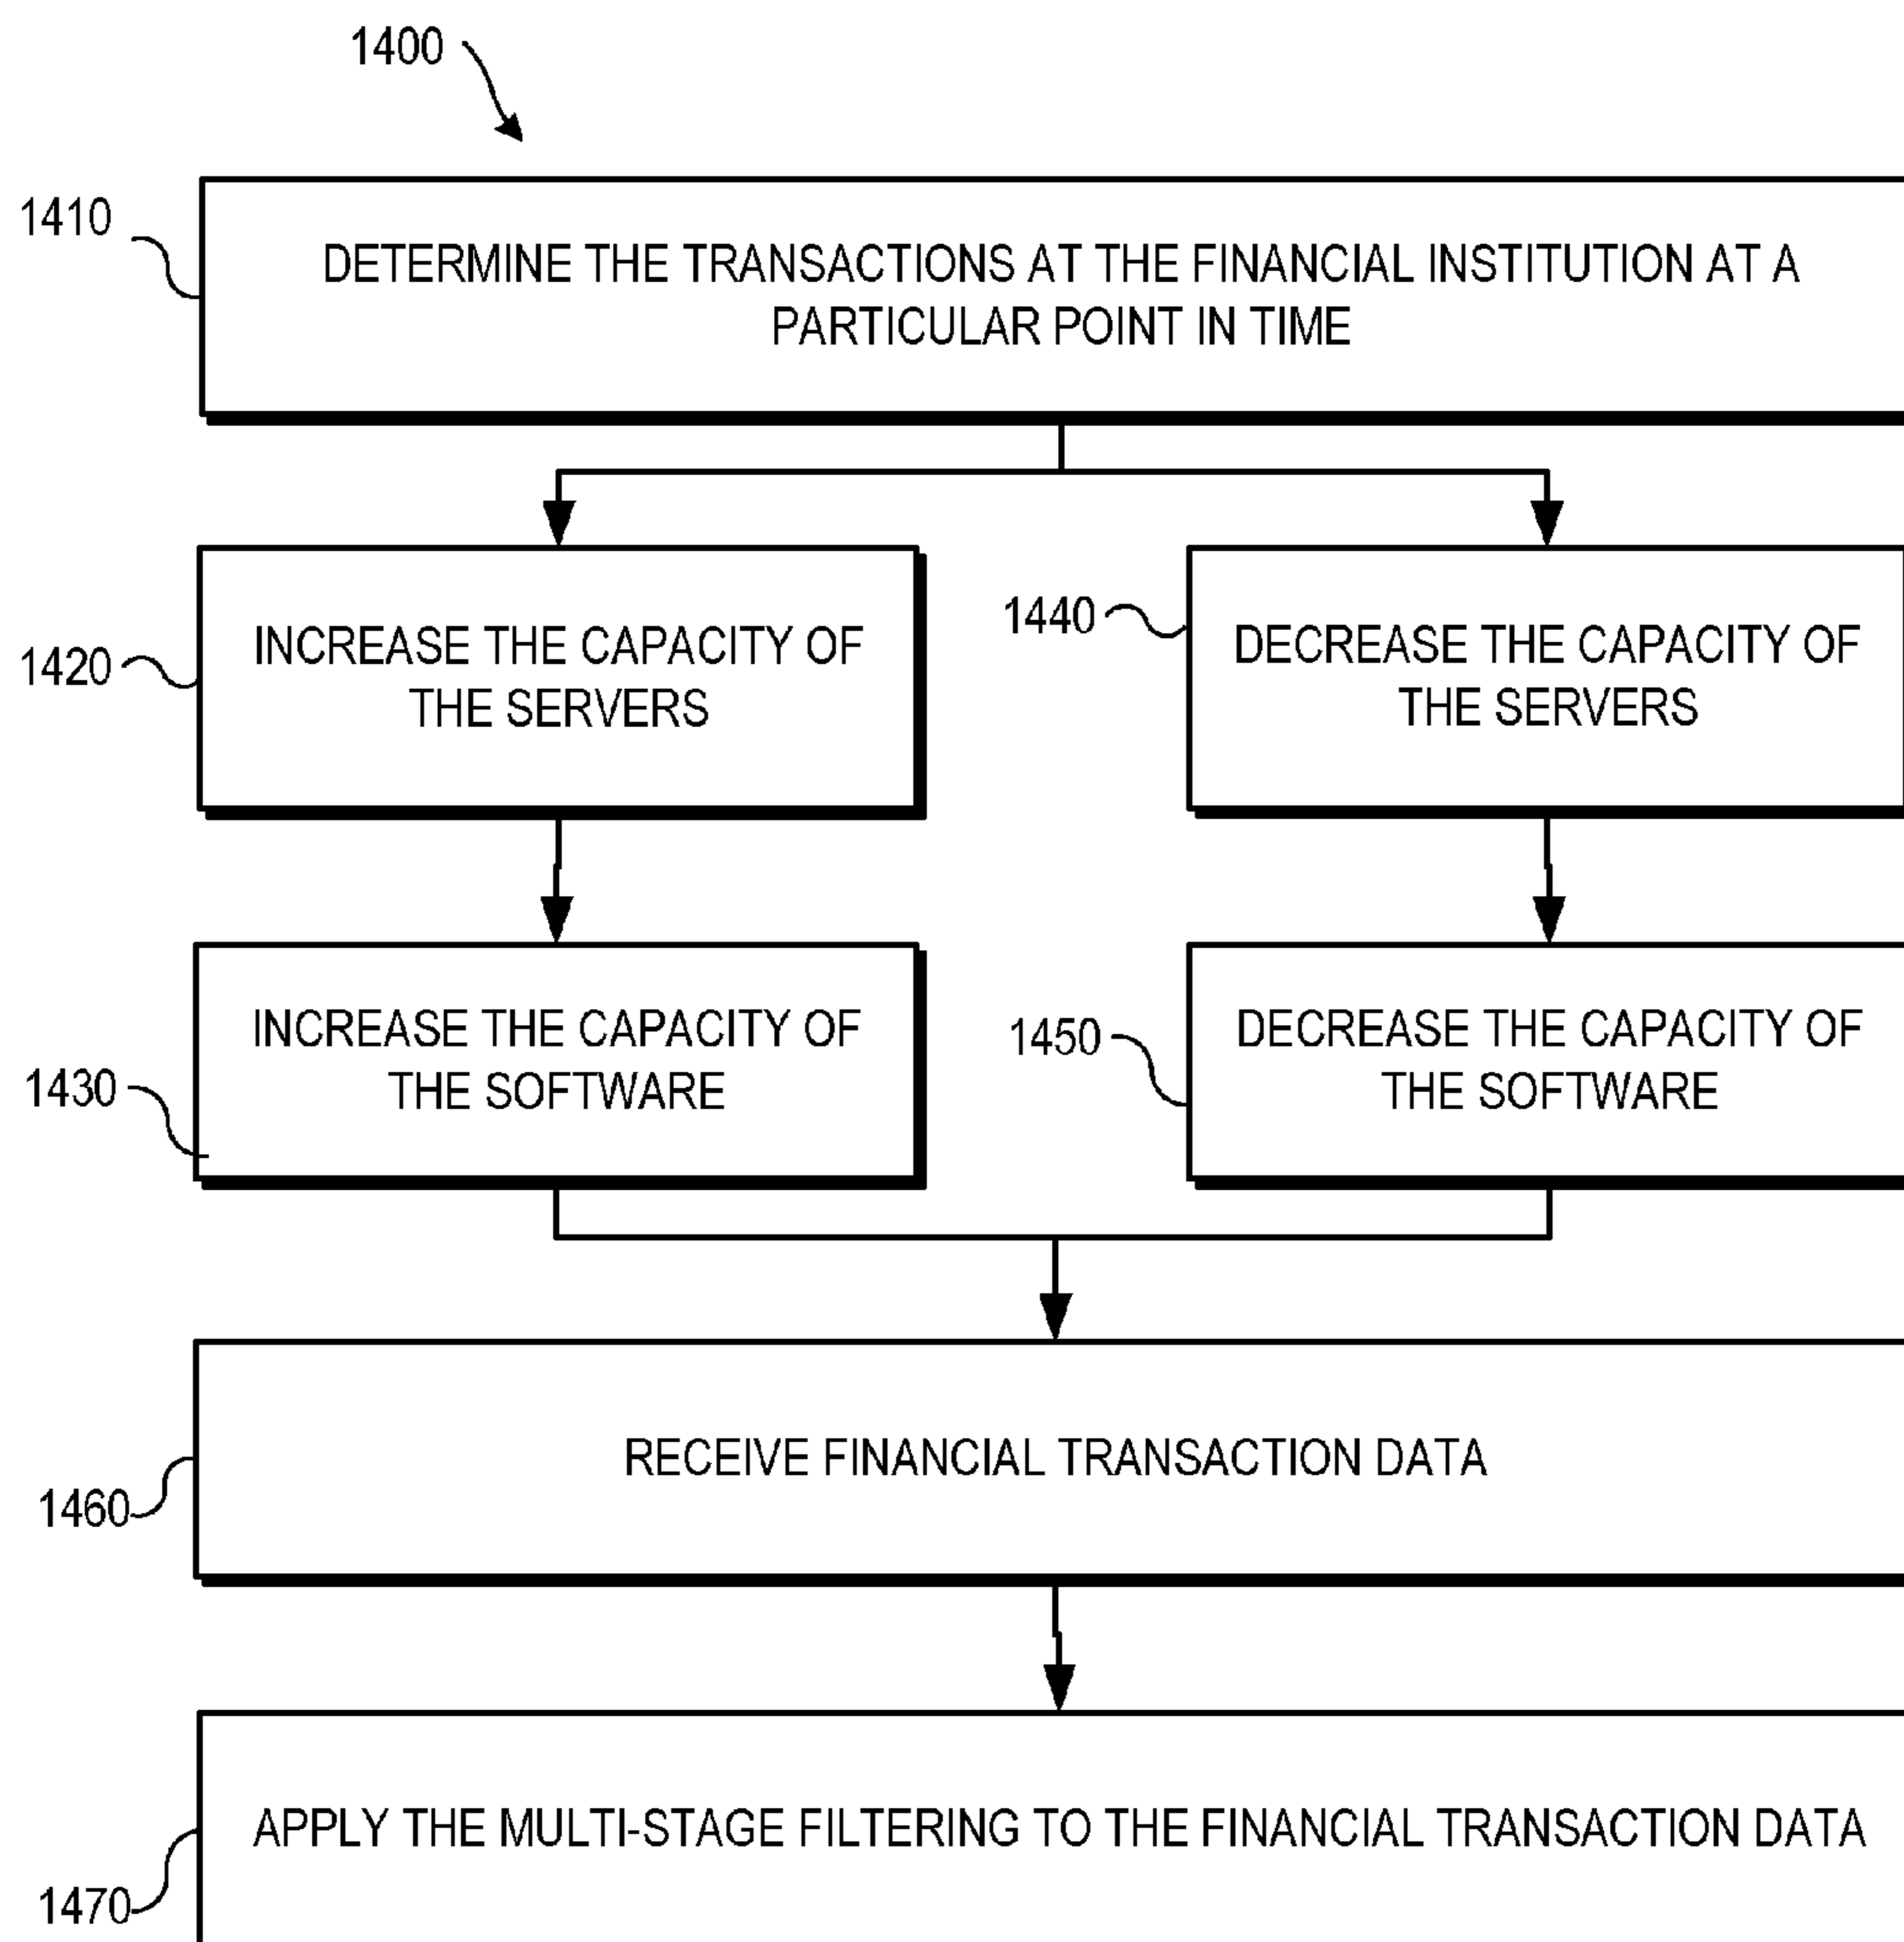 1400
1410
DETERMINE THE TRANSACTIONS AT THE FINANCIAL INSTITUTION AT A
PARTICULAR POINT IN TIME
1420
INCREASE THE CAPACITY OF
THE SERVERS
1440
DECREASE THE CAPACITY OF
THE SERVERS
1430
INCREASE THE CAPACITY OF
THE SOFTWARE
1450
DECREASE THE CAPACITY OF
THE SOFTWARE
1460
RECEIVE FINANCIAL TRANSACTION DATA
1470
APPLY THE MULTI-STAGE FILTERING TO THE FINANCIAL TRANSACTION DATA